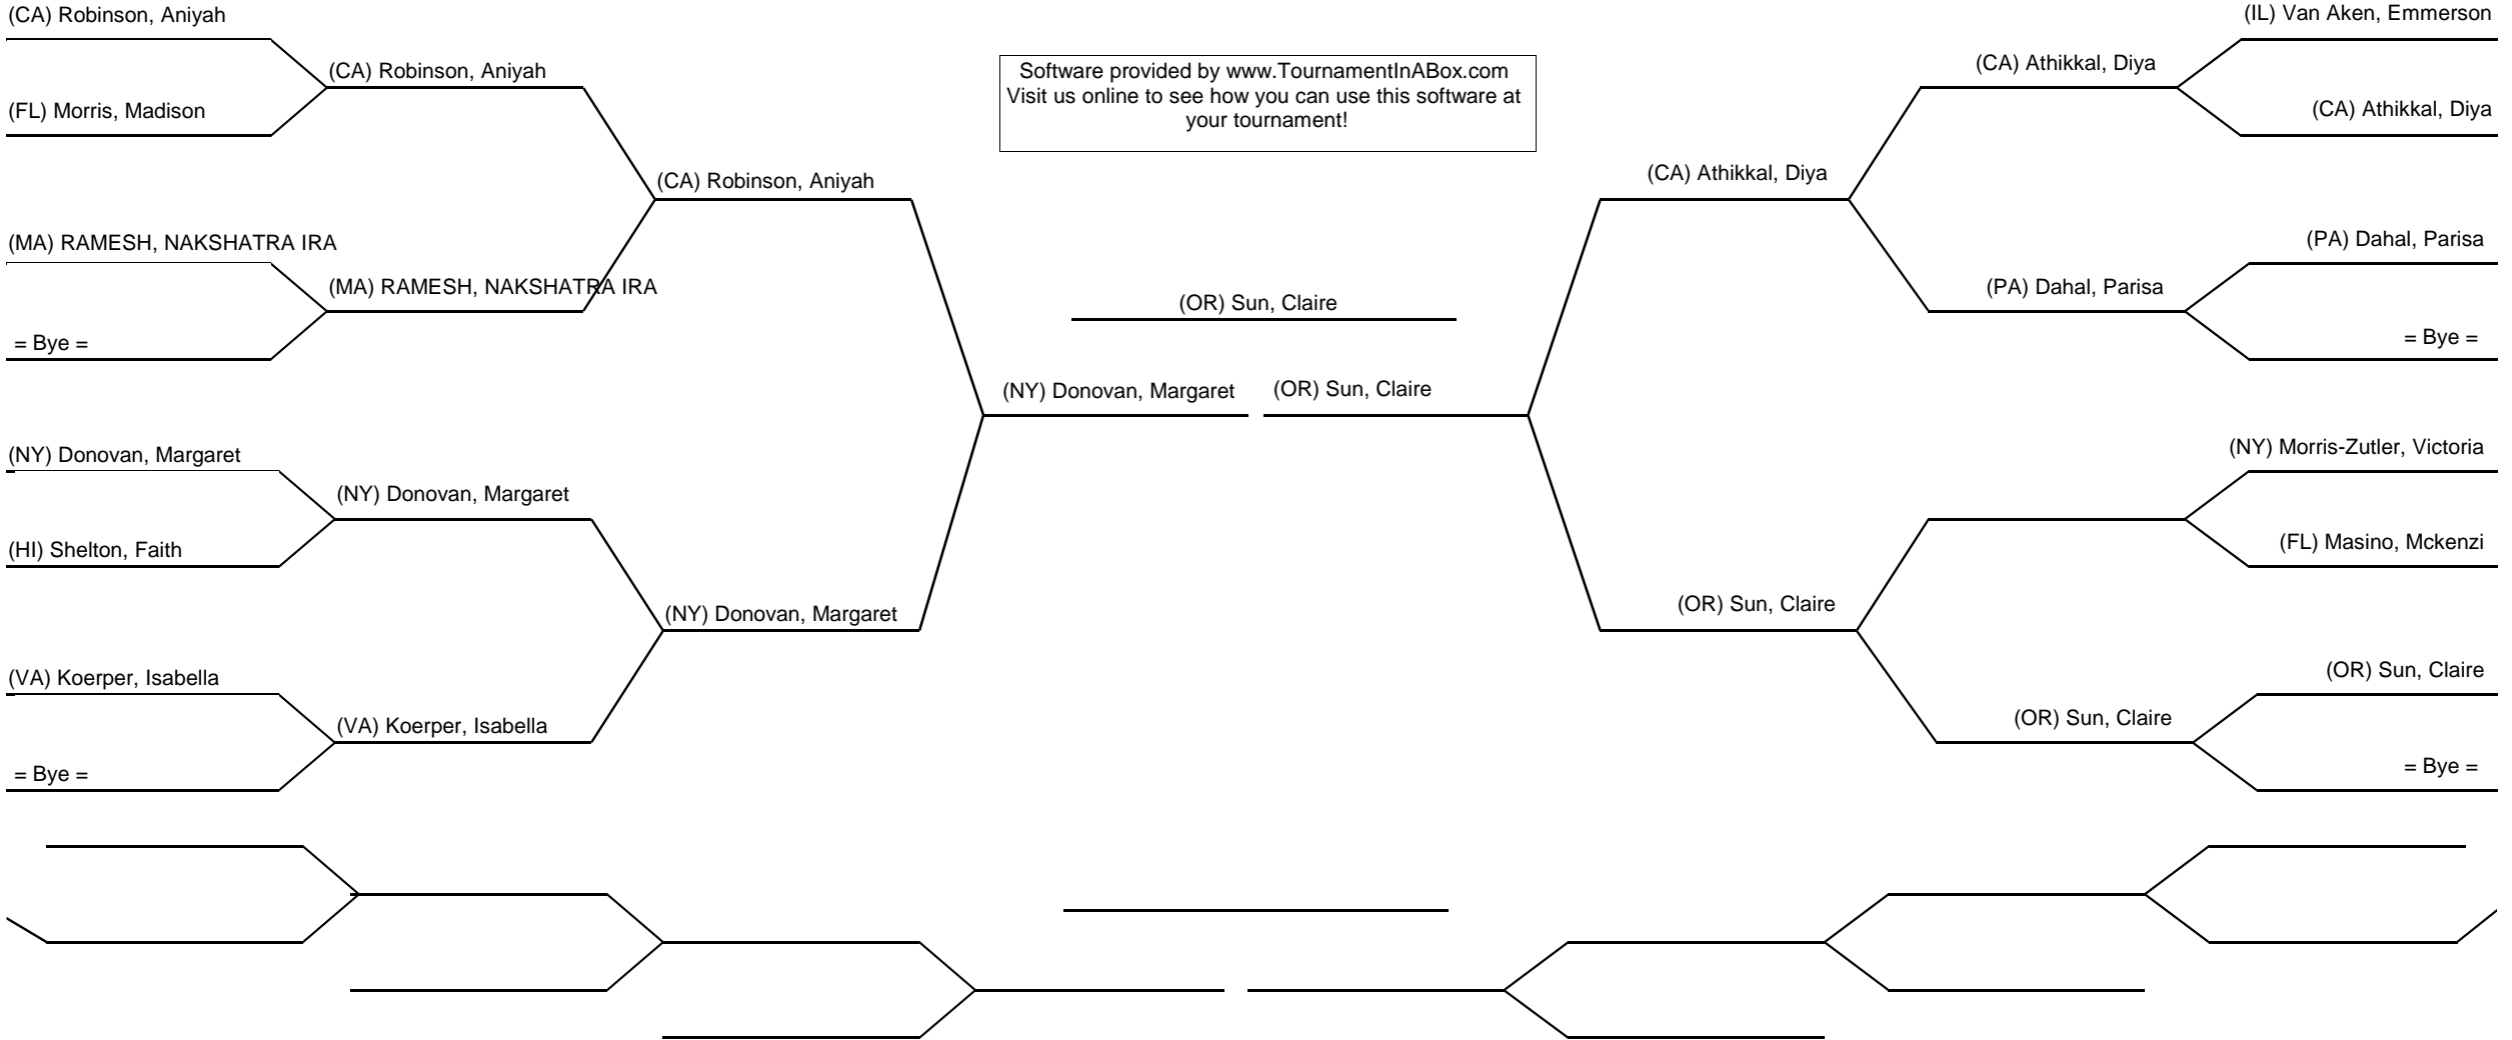 (CA) Robinson, Aniyah
(FL) Morris, Madison
(MA) RAMESH, NAKSHATRA IRA
= Bye =
(NY) Donovan, Margaret
(HI) Shelton, Faith
(VA) Koerper, Isabella
= Bye =
(CA) Robinson, Aniyah
(MA) RAMESH, NAKSHATRA IRA
(NY) Donovan, Margaret
(VA) Koerper, Isabella
(CA) Robinson, Aniyah
(NY) Donovan, Margaret
Software provided by www.TournamentInABox.com
Visit us online to see how you can use this software at
your tournament!
(OR) Sun, Claire
(NY) Donovan, Margaret
(OR) Sun, Claire
(CA) Athikkal, Diya
(OR) Sun, Claire
(CA) Athikkal, Diya
(PA) Dahal, Parisa
(OR) Sun, Claire
(IL) Van Aken, Emmerson
(CA) Athikkal, Diya
(PA) Dahal, Parisa
= Bye =
(NY) Morris-Zutler, Victoria
(FL) Masino, Mckenzi
(OR) Sun, Claire
= Bye =